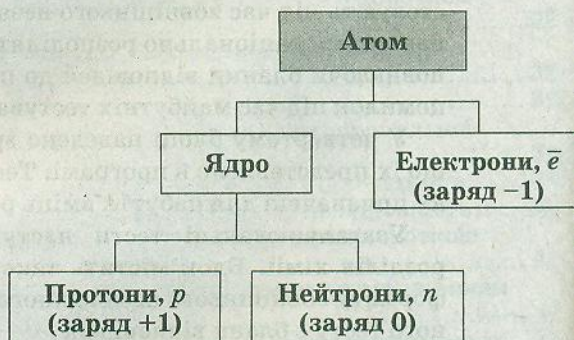 Атом
Ядро
Електрони, e̅
(заряд –1)
Протони, p
(заряд +1)
Нейтрони, n
(заряд 0)